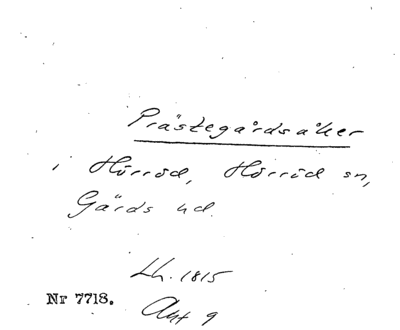 Prästegårdsåker
i Hörröd, Hörröd sn,
Gärds hd.
Lh. 1815
Nr 7718.
Akt 9